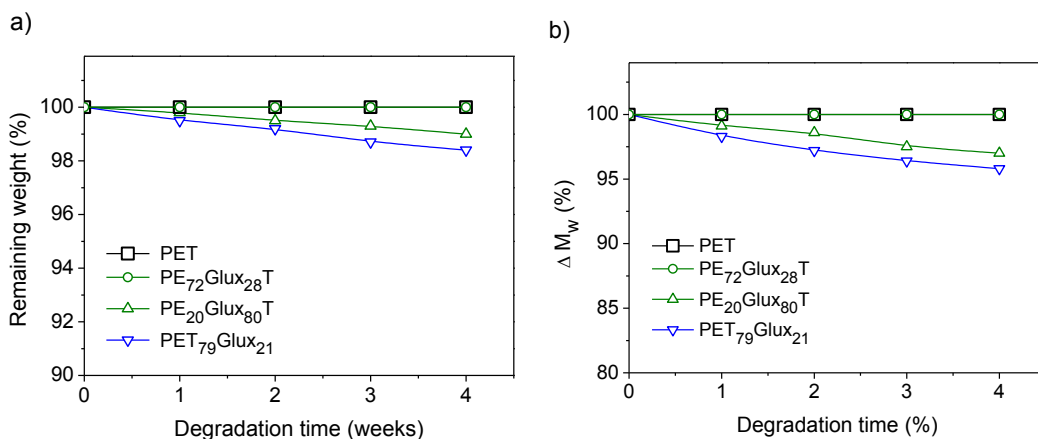 a)
Remaining weight (%)
100
98
96
94
92
90
PET
PE72Glux28T
PE20Glux80T
PET79Glux21
0 1 2 3 4
Degradation time (weeks)
b)
Δ Mw (%)
100
95
90
85
80
PET
PE72Glux28T
PE20Glux80T
PET79Glux21
0 1 2 3 4
Degradation time (%)